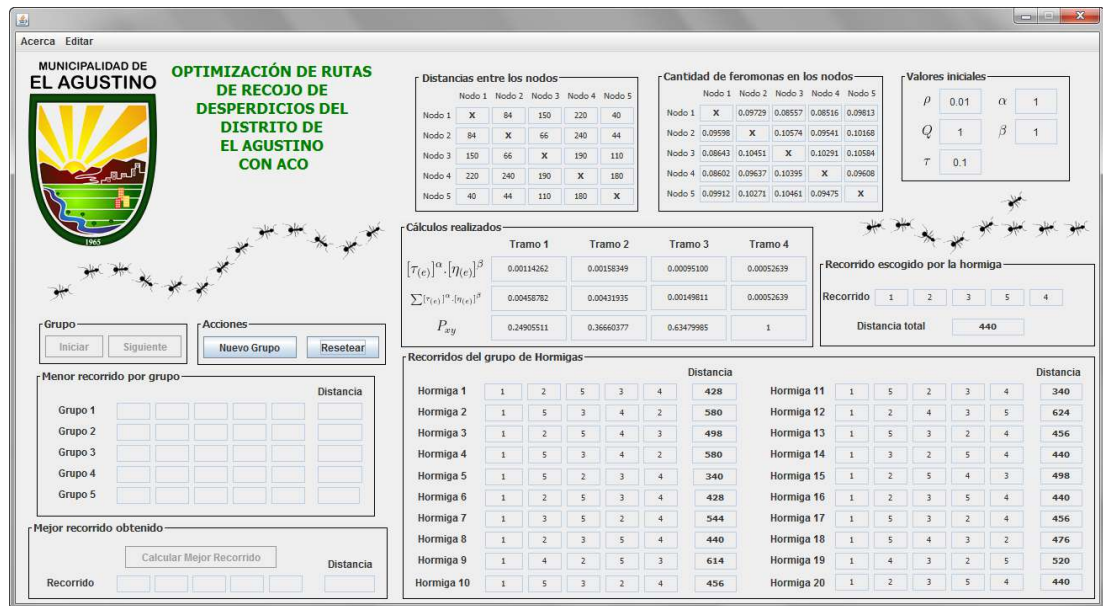 Acerca Editar
MUNICIPALIDAD DE
EL AGUSTINO
1965
OPTIMIZACIÓN DE RUTAS
DE RECOJO DE
DESPERDICIOS DEL
DISTRITO DE
EL AGUSTINO
CON ACO
Distancias entre los nodos
Nodo 1 Nodo 2 Nodo 3 Nodo 4 Nodo 5
Nodo 1 X 84 150 220 40
Nodo 2 84 X 66 240 44
Nodo 3 150 66 X 190 110
Nodo 4 220 240 190 X 180
Nodo 5 40 44 110 180 X
Cantidad de feromonas en los nodos
Nodo 1 Nodo 2 Nodo 3 Nodo 4 Nodo 5
Nodo 1 X 0.09729 0.08557 0.08516 0.09813
Nodo 2 0.09598 X 0.10574 0.09541 0.10168
Nodo 3 0.08643 0.10451 X 0.10291 0.10584
Nodo 4 0.08602 0.09637 0.10395 X 0.09608
Nodo 5 0.09912 0.10271 0.10461 0.09475 X
Valores iniciales
ρ 0.01 α 1
Q 1 β 1
τ 0.1
Cálculos realizados
Tramo 1 Tramo 2 Tramo 3 Tramo 4
[τ(e)]^α.[η(e)]^β 0.00114262 0.00158349 0.00095100 0.00052639
∑[τ(e)]^α.[η(e)]^β 0.00458782 0.00431935 0.00149811 0.00052639
Pxy 0.24905511 0.36660377 0.63479985 1
Recorrido escogido por la hormiga
Recorrido 1 2 3 5 4
Distancia total 440
Grupo
Iniciar Siguiente
Acciones
Nuevo Grupo Resetear
Menor recorrido por grupo
Distancia
Grupo 1
Grupo 2
Grupo 3
Grupo 4
Grupo 5
Mejor recorrido obtenido
Calcular Mejor Recorrido
Distancia
Recorrido
Recorridos del grupo de Hormigas
Distancia
Hormiga 1 1 2 5 3 4 428
Hormiga 2 1 5 3 4 2 580
Hormiga 3 1 2 5 4 3 498
Hormiga 4 1 5 3 4 2 580
Hormiga 5 1 5 2 3 4 340
Hormiga 6 1 2 5 3 4 428
Hormiga 7 1 3 5 2 4 544
Hormiga 8 1 2 3 5 4 440
Hormiga 9 1 4 2 5 3 614
Hormiga 10 1 5 3 2 4 456
Distancia
Hormiga 11 1 5 2 3 4 340
Hormiga 12 1 2 4 3 5 624
Hormiga 13 1 5 3 2 4 456
Hormiga 14 1 3 2 5 4 440
Hormiga 15 1 2 5 4 3 498
Hormiga 16 1 2 3 5 4 440
Hormiga 17 1 5 3 2 4 456
Hormiga 18 1 5 4 3 2 476
Hormiga 19 1 4 3 2 5 520
Hormiga 20 1 2 3 5 4 440